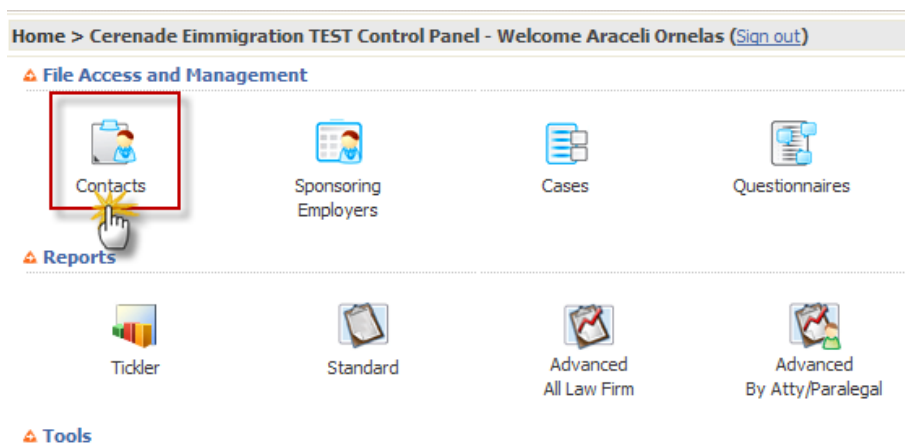 Home > Cerenade Eimmigration TEST Control Panel - Welcome Araceli Ornelas (Sign out)
File Access and Management
Contacts
Sponsoring
Employers
Cases
Questionnaires
Reports
Tickler
Standard
Advanced
All Law Firm
Advanced
By Atty/Paralegal
Tools